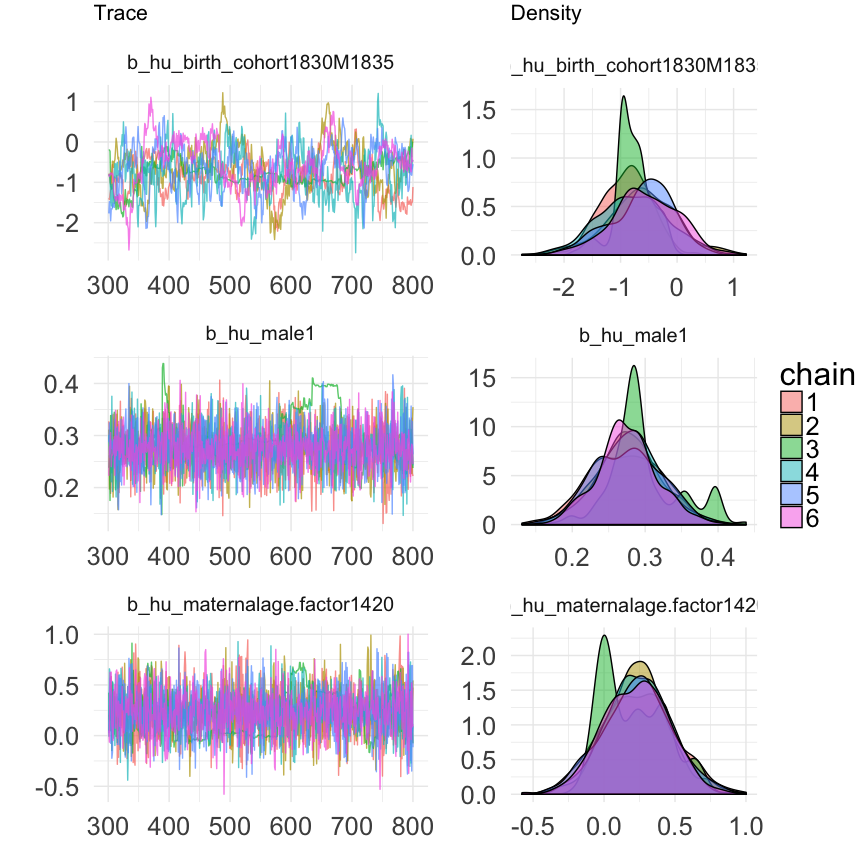 Trace
Density
b_hu_birth_cohort1830M1835
_hu_birth_cohort1830M183
1
0
-1
-2
300 400 500 600 700 800
1.5
1.0
0.5
0.0
-2 -1 0 1
b_hu_male1
b_hu_male1
0.4
0.3
0.2
300 400 500 600 700 800
15
10
5
0
0.2 0.3 0.4
chain
1
2
3
4
5
6
b_hu_maternalage.factor1420
_hu_maternalage.factor142
1.0
0.5
0.0
-0.5
300 400 500 600 700 800
2.0
1.5
1.0
0.5
0.0
-0.5 0.0 0.5 1.0